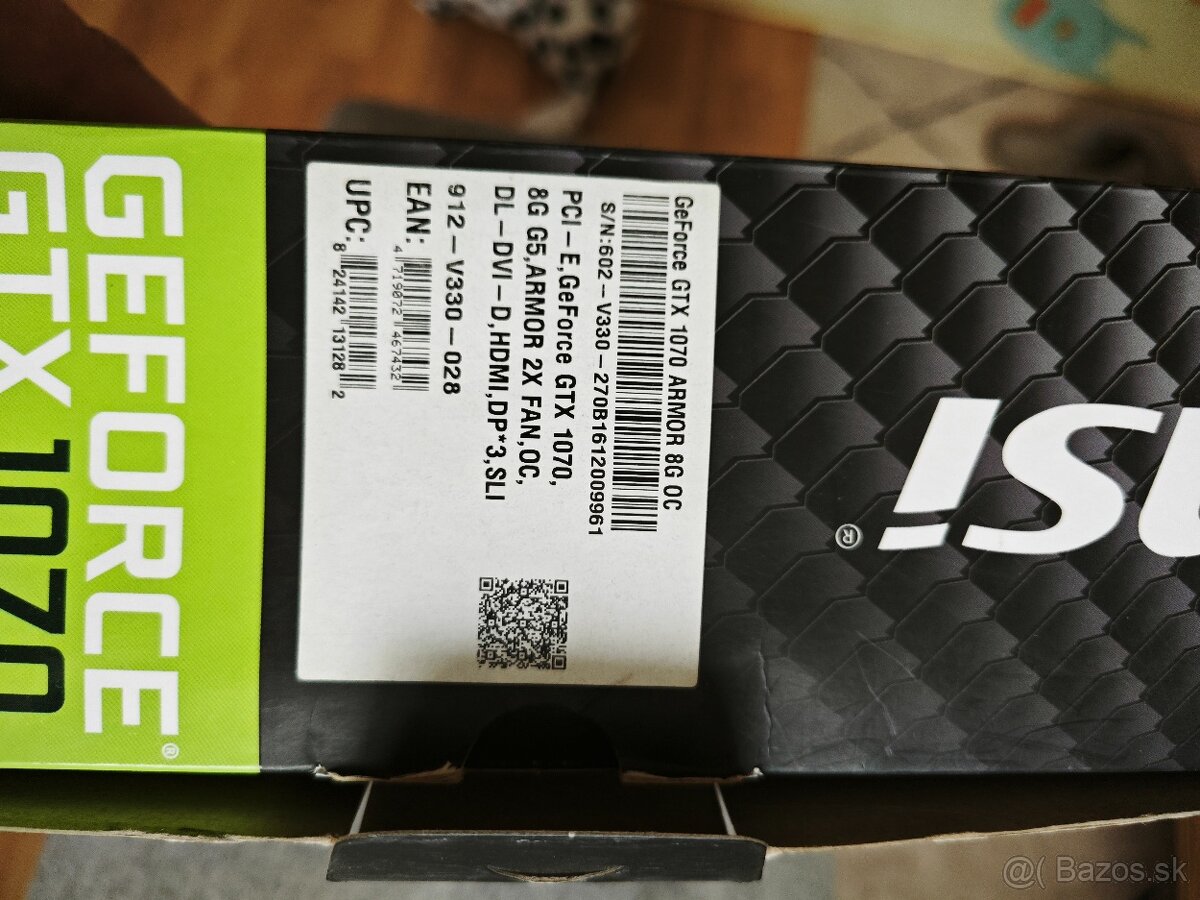 GEFORCE®
GTX 1070
GeForce GTX 1070 ARMOR 8G OC
S/N:602-V330-270B1612009961
PCI-E,GeForce GTX 1070,
8G G5,ARMOR 2X FAN,OC,
DL-DVI-D,HDMI,DP*3,SLI
912-V330-028
EAN:
4 719072 467432
UPC:
8 24142 13128 2
msi®
@( Bazos.sk